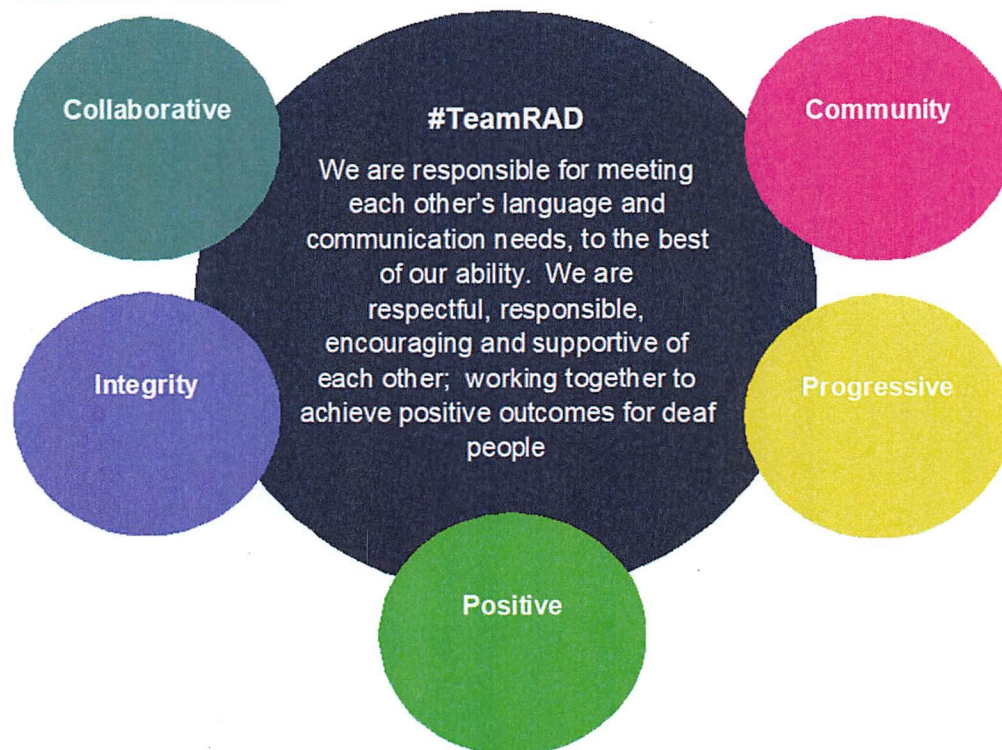 Collaborative
#TeamRAD
Community
We are responsible for meeting
each other's language and
communication needs, to the best
of our ability.  We are
respectful, responsible,
encouraging and supportive of
each other;  working together to
achieve positive outcomes for deaf
people
Integrity
Progressive
Positive